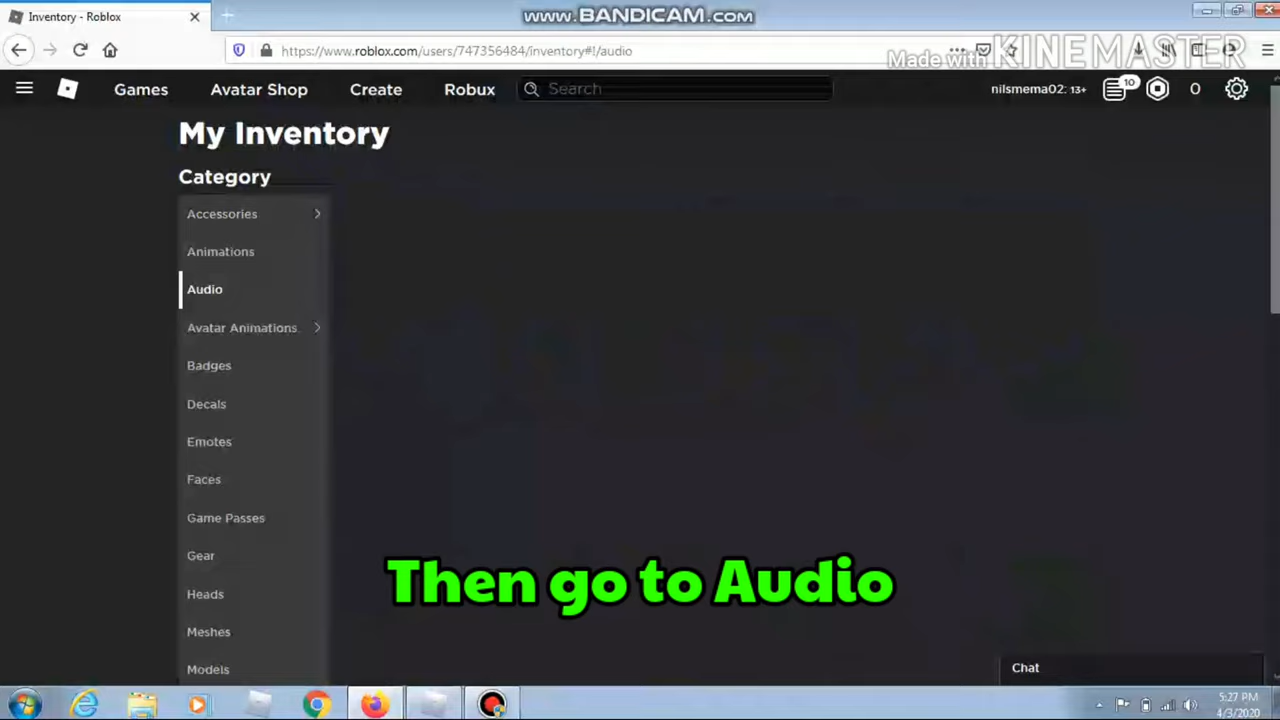 Inventory - Roblox
www.BANDICAM.com
https://www.roblox.com/users/747356484/inventory#!/audio
Made with KINEMASTER
Games
Avatar Shop
Create
Robux
Search
nilsmema02: 13+
10
0
My Inventory
Category
Accessories
Animations
Audio
Avatar Animations
Badges
Decals
Emotes
Faces
Game Passes
Gear
Heads
Meshes
Models
Then go to Audio
Chat
5:27 PM
4/3/2020